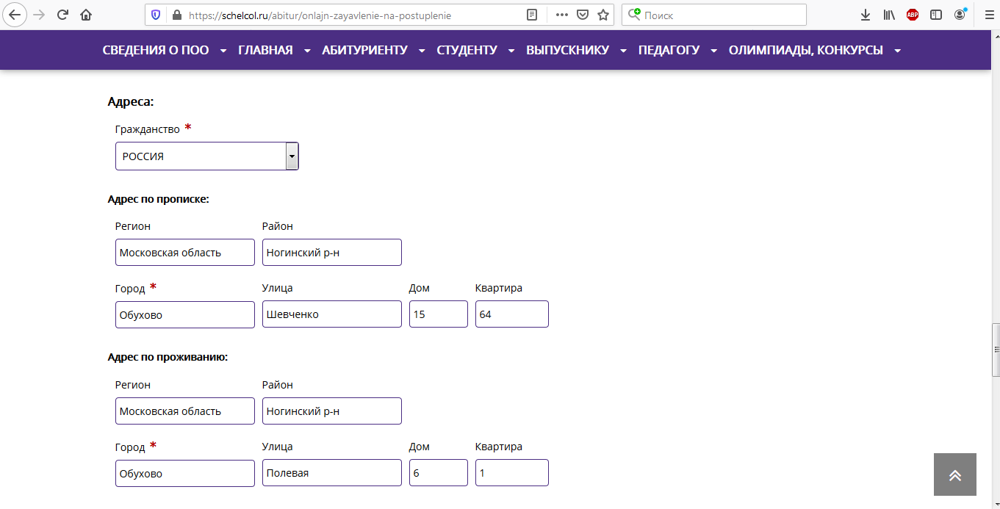 https://schelcol.ru/abitur/onlajn-zayavlenie-na-postuplenie
Поиск
ABP
СВЕДЕНИЯ О ПОО ГЛАВНАЯ АБИТУРИЕНТУ СТУДЕНТУ ВЫПУСКНИКУ ПЕДАГОГУ ОЛИМПИАДЫ, КОНКУРСЫ
Адреса:
Гражданство *
РОССИЯ
Адрес по прописке:
Регион Район
Московская область Ногинский р-н
Город * Улица Дом Квартира
Обухово Шевченко 15 64
Адрес по проживанию:
Регион Район
Московская область Ногинский р-н
Город * Улица Дом Квартира
Обухово Полевая 6 1